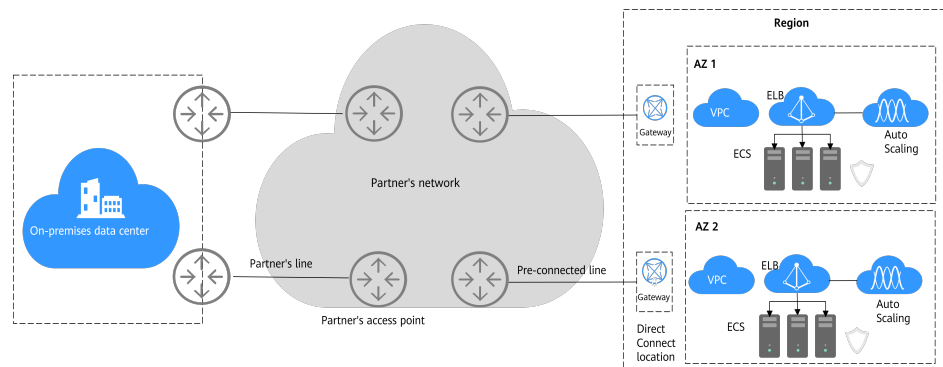 Region
AZ 1
ELB
VPC
Gateway
Auto
Scaling
ECS
Partner's network
On-premises data center
AZ 2
Partner's line
Pre-connected line
ELB
VPC
Gateway
Auto
Scaling
Partner's access point
ECS
Direct
Connect
location